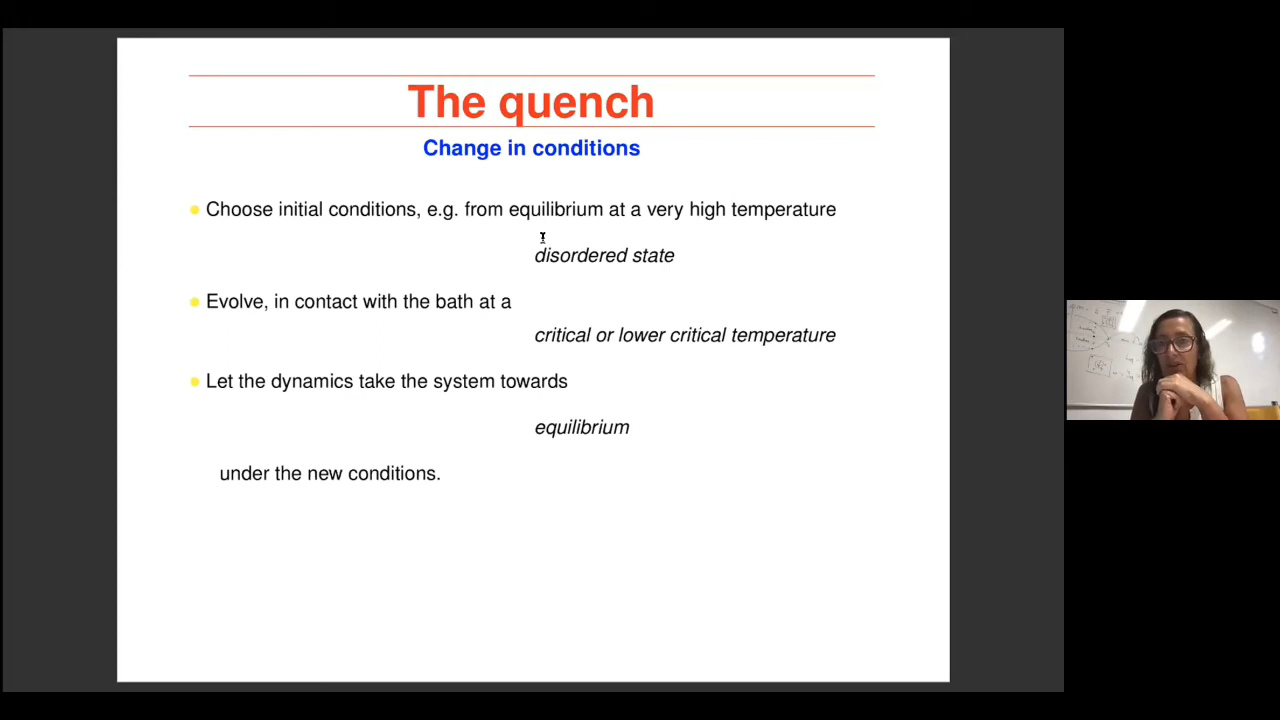 The quench
Change in conditions
Choose initial conditions, e.g. from equilibrium at a very high temperature
disordered state
Evolve, in contact with the bath at a
critical or lower critical temperature
Let the dynamics take the system towards
equilibrium
under the new conditions.